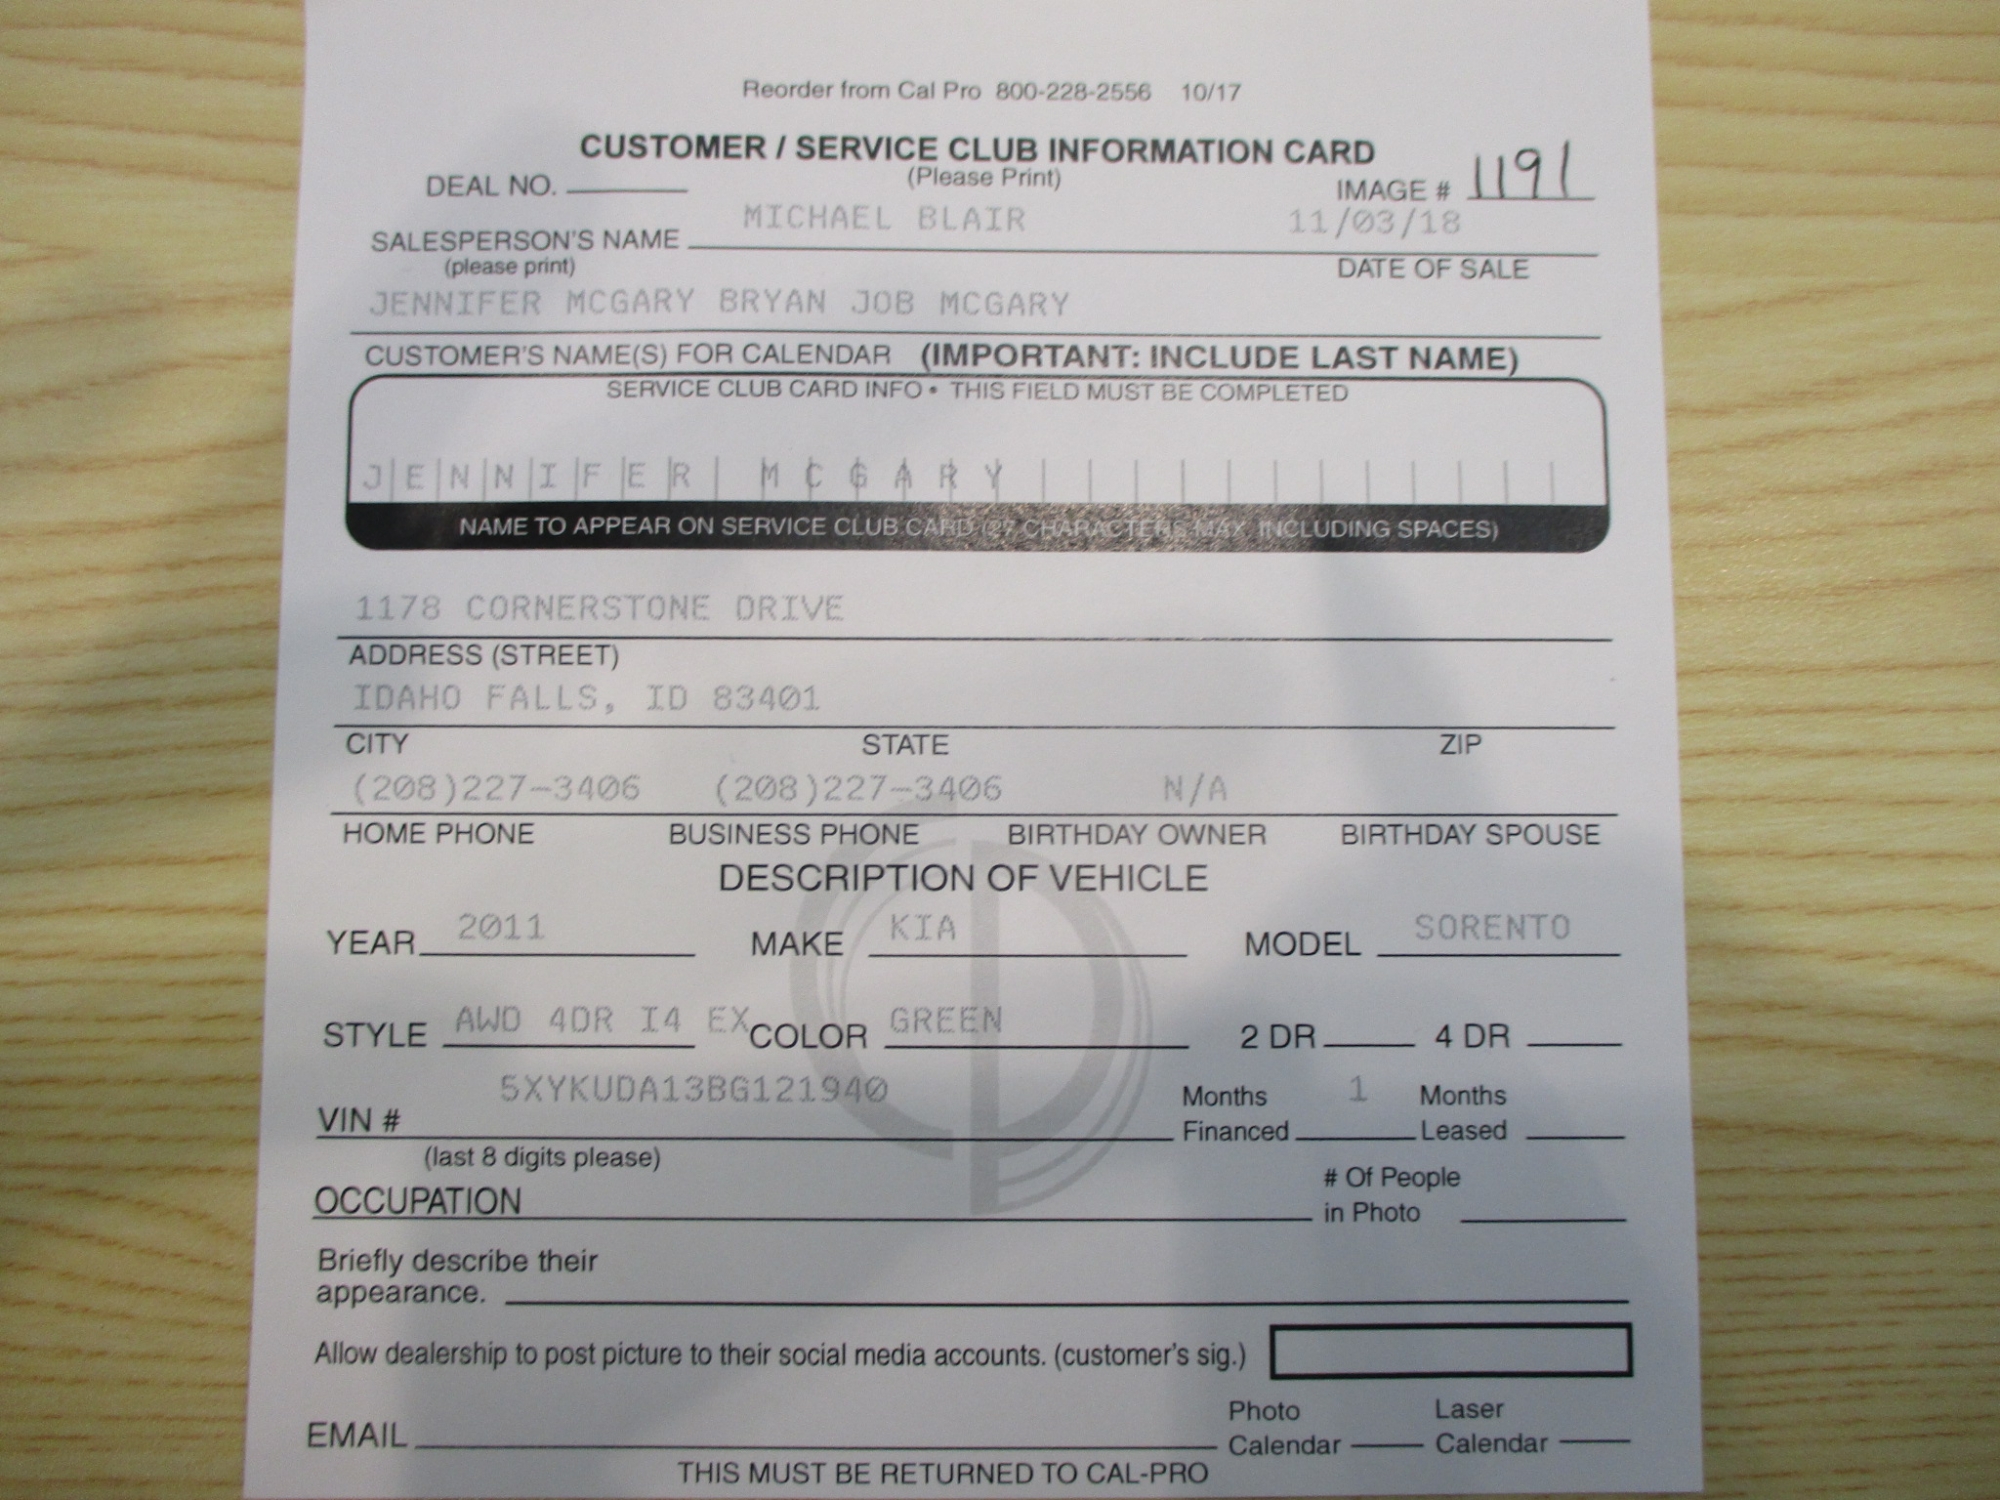 Reorder from Cal Pro 800-228-2556 10/17
CUSTOMER / SERVICE CLUB INFORMATION CARD
DEAL NO. (Please Print) IMAGE # 1191
MICHAEL BLAIR 11/03/18
SALESPERSON'S NAME
(please print) DATE OF SALE
JENNIFER MCGARY BRYAN JOB MCGARY
CUSTOMER'S NAME(S) FOR CALENDAR (IMPORTANT: INCLUDE LAST NAME)
SERVICE CLUB CARD INFO • THIS FIELD MUST BE COMPLETED
JENNIFER MCGARY
NAME TO APPEAR ON SERVICE CLUB CARD (27 CHARACTERS MAX INCLUDING SPACES)
1178 CORNERSTONE DRIVE
ADDRESS (STREET)
IDAHO FALLS, ID 83401
CITY STATE ZIP
(208)227-3406 (208)227-3406 N/A
HOME PHONE BUSINESS PHONE BIRTHDAY OWNER BIRTHDAY SPOUSE
DESCRIPTION OF VEHICLE
YEAR 2011 MAKE KIA MODEL SORENTO
STYLE AWD 4DR I4 EX COLOR GREEN 2 DR 4 DR
VIN # 5XYKUDA13BG121940 Months Financed 1 Months Leased
(last 8 digits please)
OCCUPATION # Of People in Photo
Briefly describe their
appearance.
Allow dealership to post picture to their social media accounts. (customer's sig.)
EMAIL Photo Calendar Laser Calendar
THIS MUST BE RETURNED TO CAL-PRO